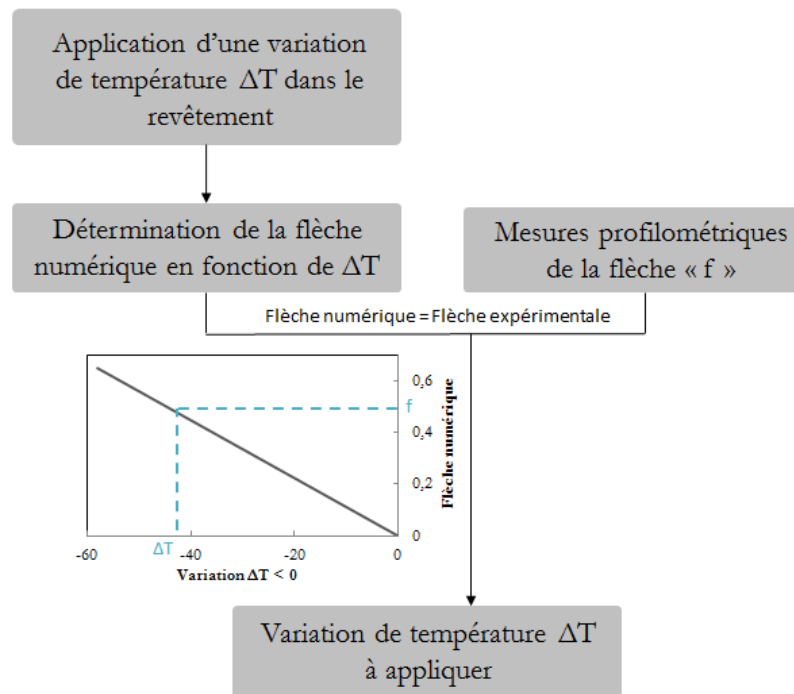 Application d'une variation
de température ΔT dans le
revêtement
Détermination de la flèche
numérique en fonction de ΔT
Mesures profilométriques
de la flèche « f »
Flèche numérique = Flèche expérimentale
0,6
f
0,4
0,2
0
Flèche numérique
-60
ΔT
-40
-20
0
Variation ΔT < 0
Variation de température ΔT
à appliquer